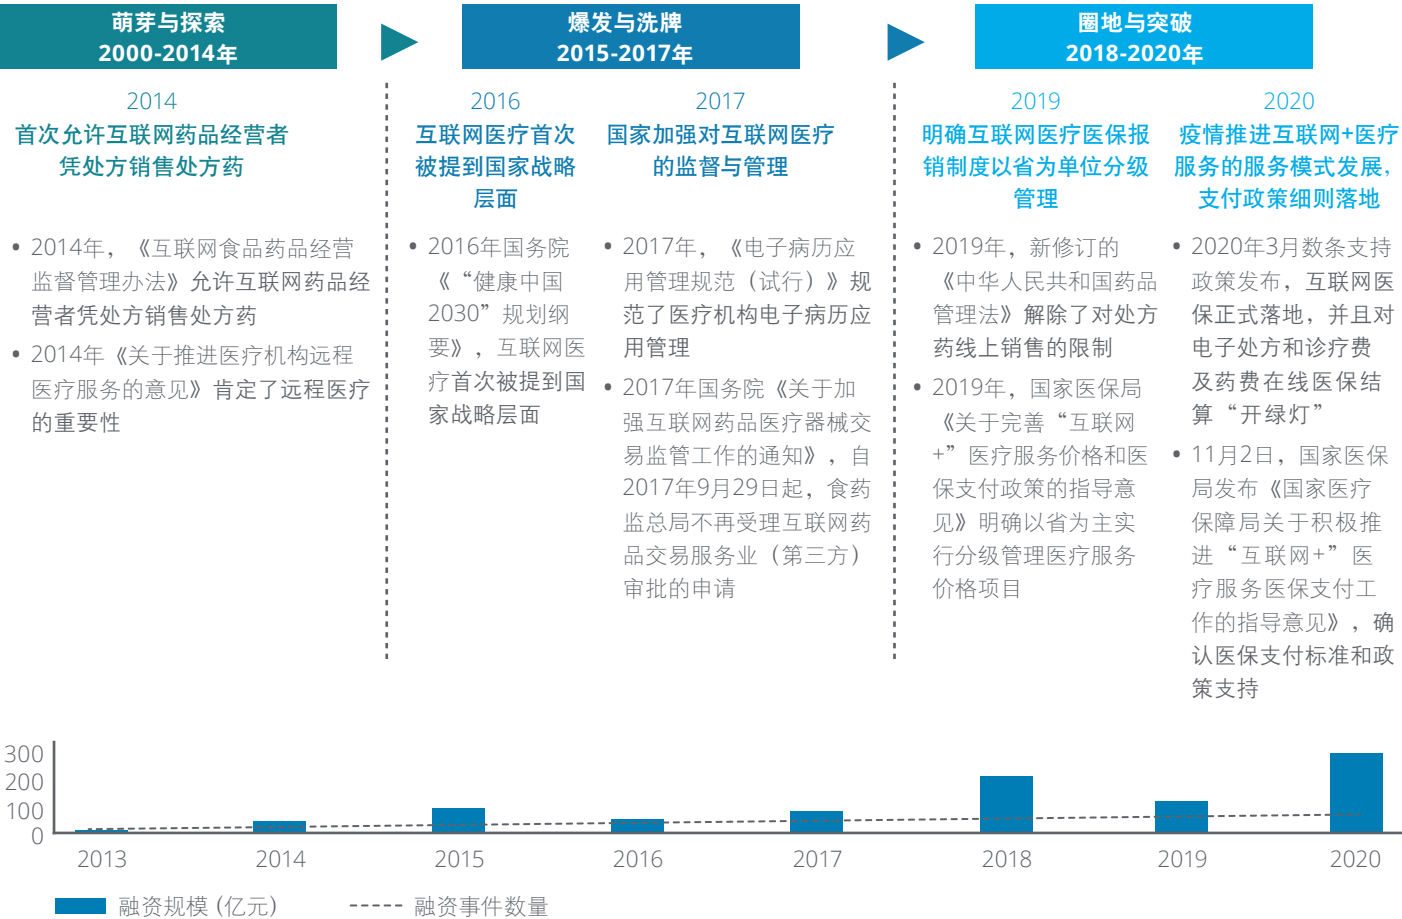 萌芽与探索
2000-2014年
爆发与洗牌
2015-2017年
圈地与突破
2018-2020年
2014
首次允许互联网药品经营者
凭处方销售处方药
• 2014年，《互联网食品药品经营
监督管理办法》允许互联网药品经
营者凭处方销售处方药
• 2014年《关于推进医疗机构远程
医疗服务的意见》肯定了远程医疗
的重要性
2016
互联网医疗首次
被提到国家战略
层面
• 2016年国务院
《“健康中国
2030”规划纲
要》，互联网医
疗首次被提到国
家战略层面
2017
国家加强对互联网医疗
的监督与管理
• 2017年，《电子病历应
用管理规范（试行）》规
范了医疗机构电子病历应
用管理
• 2017年国务院《关于加
强互联网药品医疗器械交
易监管工作的通知》，自
2017年9月29日起，食药
监总局不再受理互联网药
品交易服务业（第三方）
审批的申请
2019
明确互联网医疗医保报
销制度以省为单位分级
管理
• 2019年，新修订的
《中华人民共和国药品
管理法》解除了对处方
药线上销售的限制
• 2019年，国家医保局
《关于完善“互联网
+”医疗服务价格和医
保支付政策的指导意
见》明确以省为主实
行分级管理医疗服务
价格项目
2020
疫情推进互联网+医疗
服务的服务模式发展，
支付政策细则落地
• 2020年3月数条支持
政策发布，互联网医
保正式落地，并且对
电子处方和诊疗费
及药费在线医保结
算“开绿灯”
• 11月2日，国家医保
局发布《国家医疗
保障局关于积极推
进“互联网+”医
疗服务医保支付工
作的指导意见》，确
认医保支付标准和政
策支持
300
200
100
0
2013 2014 2015 2016 2017 2018 2019 2020
融资规模 (亿元) 融资事件数量